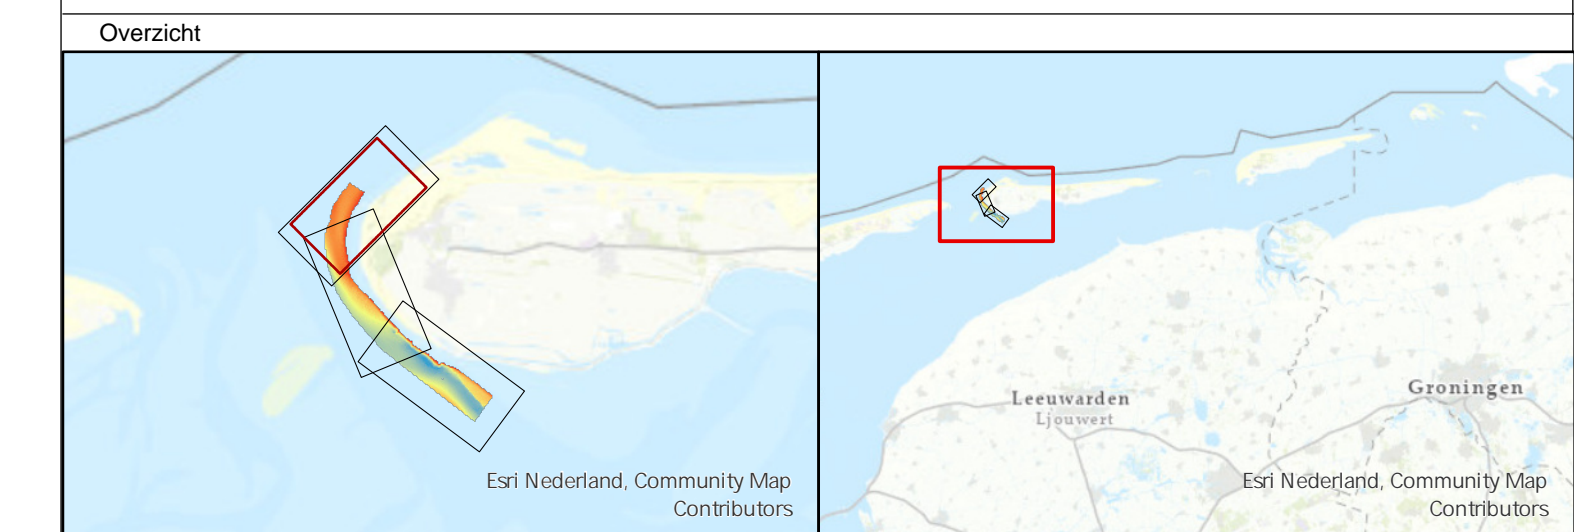 Overzicht
Esri Nederland, Community Map
Contributors
Leeuwarden
Ljouwert
Groningen
Esri Nederland, Community Map
Contributors